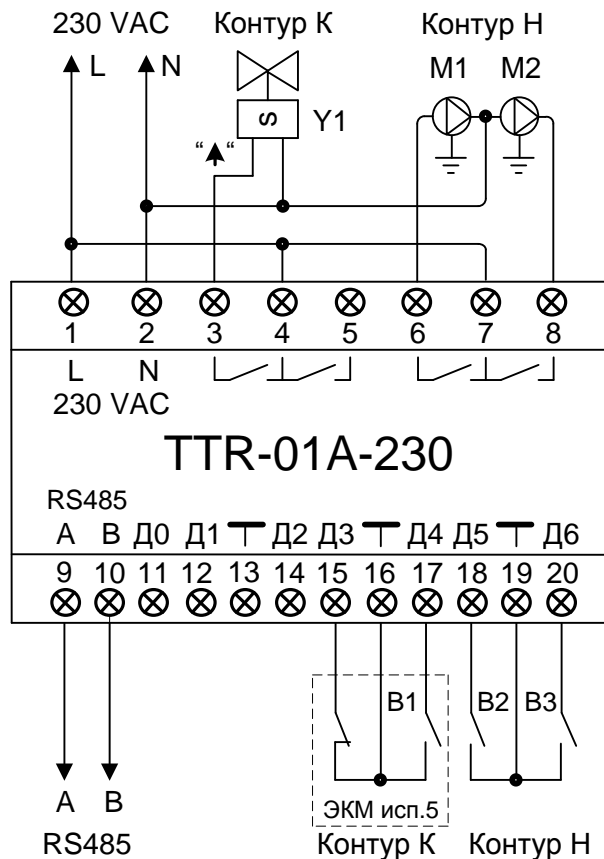 230 VAC Контур К Контур Н
L N M1 M2
S Y1
“ “
1 2 3 4 5 6 7 8
L N
230 VAC
TTR-01A-230
RS485
A B Д0 Д1 Д2 Д3 Д4 Д5 Д6
9 10 11 12 13 14 15 16 17 18 19 20
B1 B2 B3
A B ЭКМ исп.5
RS485 Контур К Контур Н